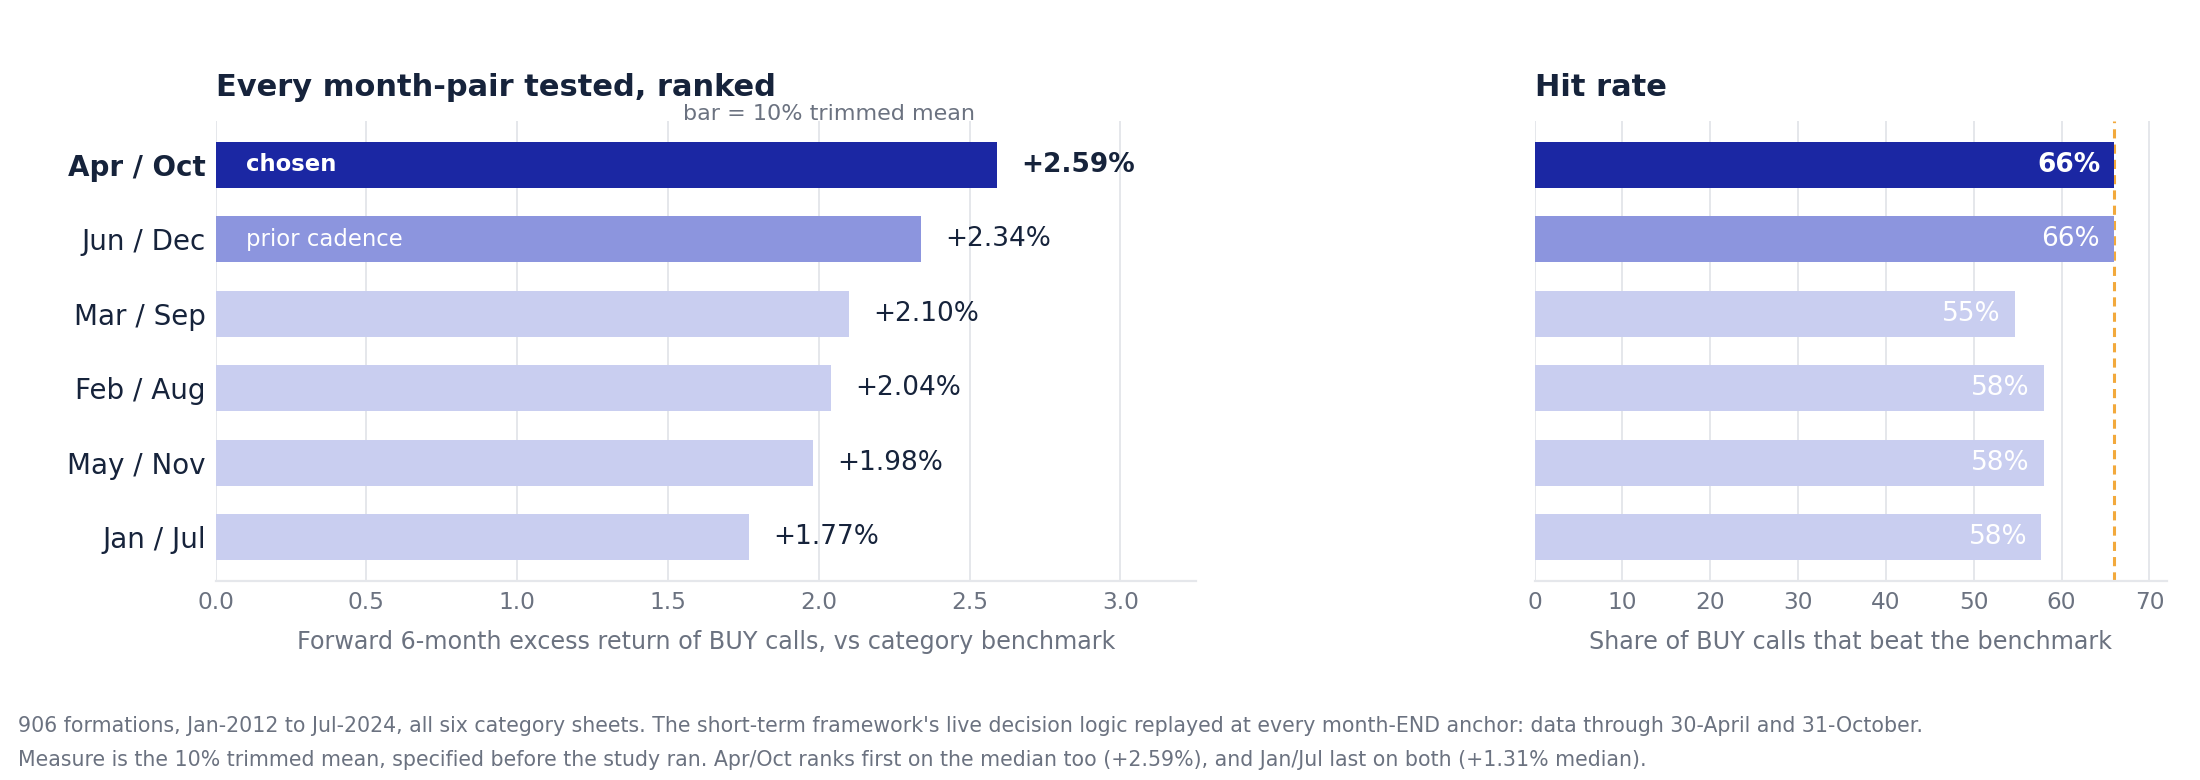 Every month-pair tested, ranked
bar = 10% trimmed mean
Apr / Oct chosen +2.59%
Jun / Dec prior cadence +2.34%
Mar / Sep +2.10%
Feb / Aug +2.04%
May / Nov +1.98%
Jan / Jul +1.77%
0.0 0.5 1.0 1.5 2.0 2.5 3.0
Forward 6-month excess return of BUY calls, vs category benchmark
Hit rate
66%
66%
55%
58%
58%
58%
0 10 20 30 40 50 60 70
Share of BUY calls that beat the benchmark
906 formations, Jan-2012 to Jul-2024, all six category sheets. The short-term framework's live decision logic replayed at every month-END anchor: data through 30-April and 31-October.
Measure is the 10% trimmed mean, specified before the study ran. Apr/Oct ranks first on the median too (+2.59%), and Jan/Jul last on both (+1.31% median).